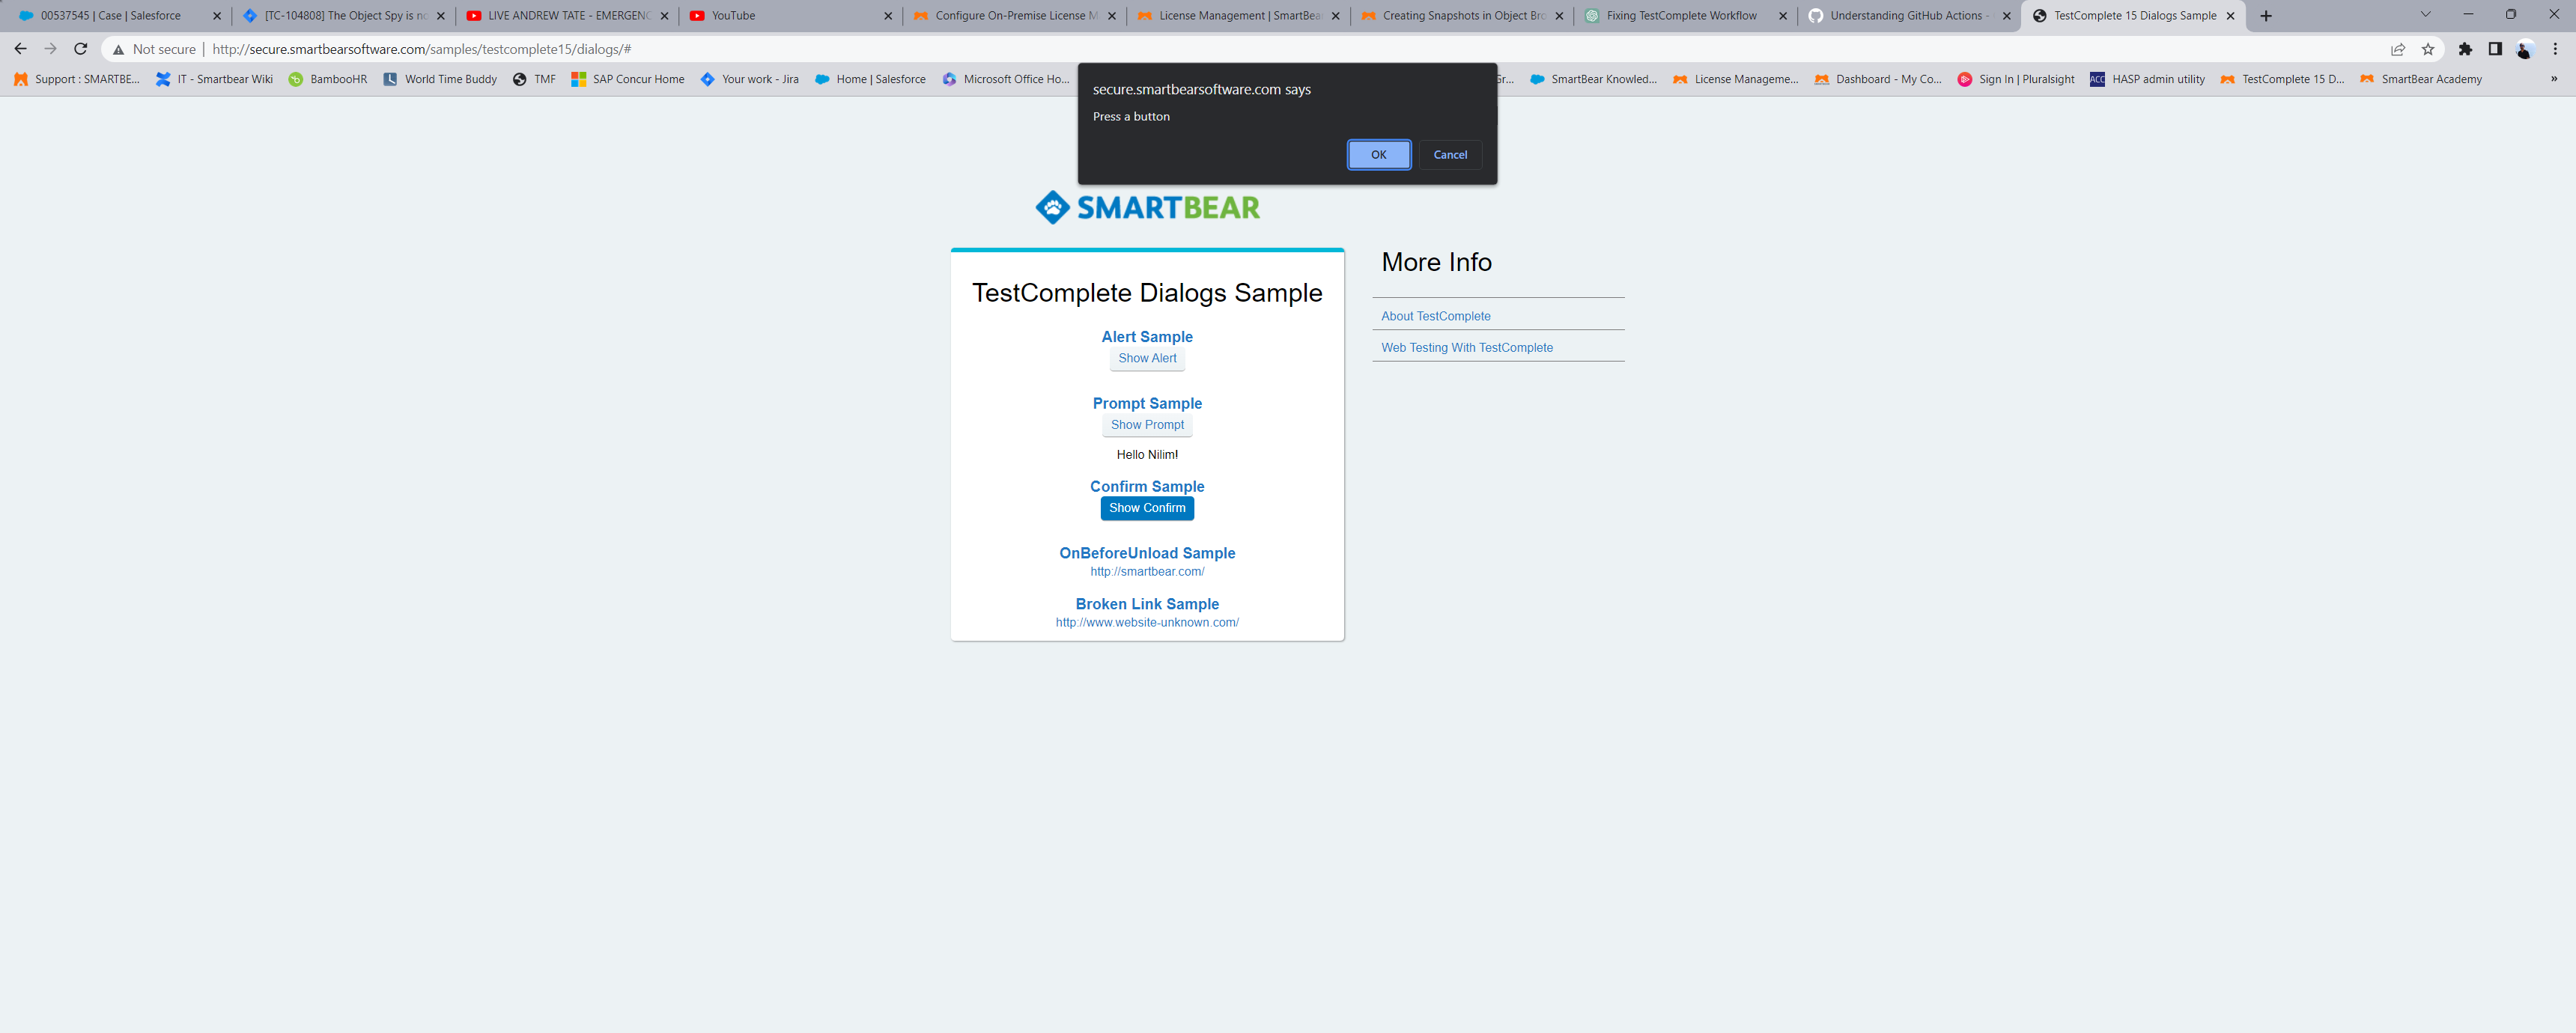 00537545 | Case | Salesforce
[TC-104808] The Object Spy is no
LIVE ANDREW TATE - EMERGENC
YouTube
Configure On-Premise License M
License Management | SmartBea
Creating Snapshots in Object Bro
Fixing TestComplete Workflow
Understanding GitHub Actions -
TestComplete 15 Dialogs Sample
Not secure | http://secure.smartbearsoftware.com/samples/testcomplete15/dialogs/#
Support : SMARTBE...
IT - Smartbear Wiki
BambooHR
World Time Buddy
TMF
SAP Concur Home
Your work - Jira
Home | Salesforce
Microsoft Office Ho...
SmartBear Knowled...
License Manageme...
Dashboard - My Co...
Sign In | Pluralsight
ACC HASP admin utility
TestComplete 15 D...
SmartBear Academy
secure.smartbearsoftware.com says
Press a button
OK
Cancel
SMARTBEAR
TestComplete Dialogs Sample
Alert Sample
Show Alert
Prompt Sample
Show Prompt
Hello Nilim!
Confirm Sample
Show Confirm
OnBeforeUnload Sample
http://smartbear.com/
Broken Link Sample
http://www.website-unknown.com/
More Info
About TestComplete
Web Testing With TestComplete